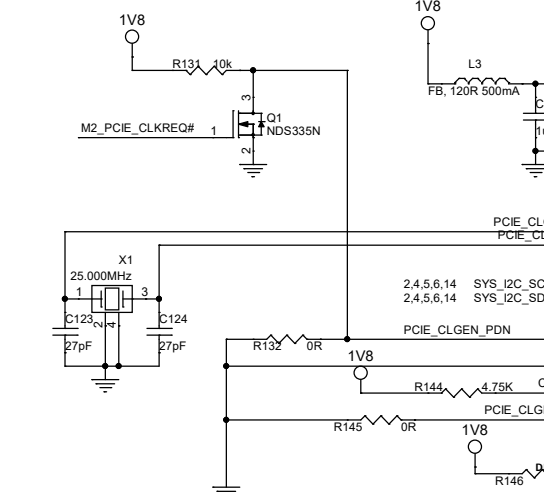 1V8
1V8
R131 10k
L3
FB, 120R 500mA
3
Q1
M2_PCIE_CLKREQ# 1
NDS335N
2
PCIE_CL
X1
25.000MHz
1 3
2,4,5,6,14 SYS_I2C_SC
2,4,5,6,14 SYS_I2C_SD
C123 2 4 C124
27pF 27pF
PCIE_CLGEN_PDN
R132 0R
1V8
R144 4.75K
PCIE_CLG
R145 0R
1V8
R146